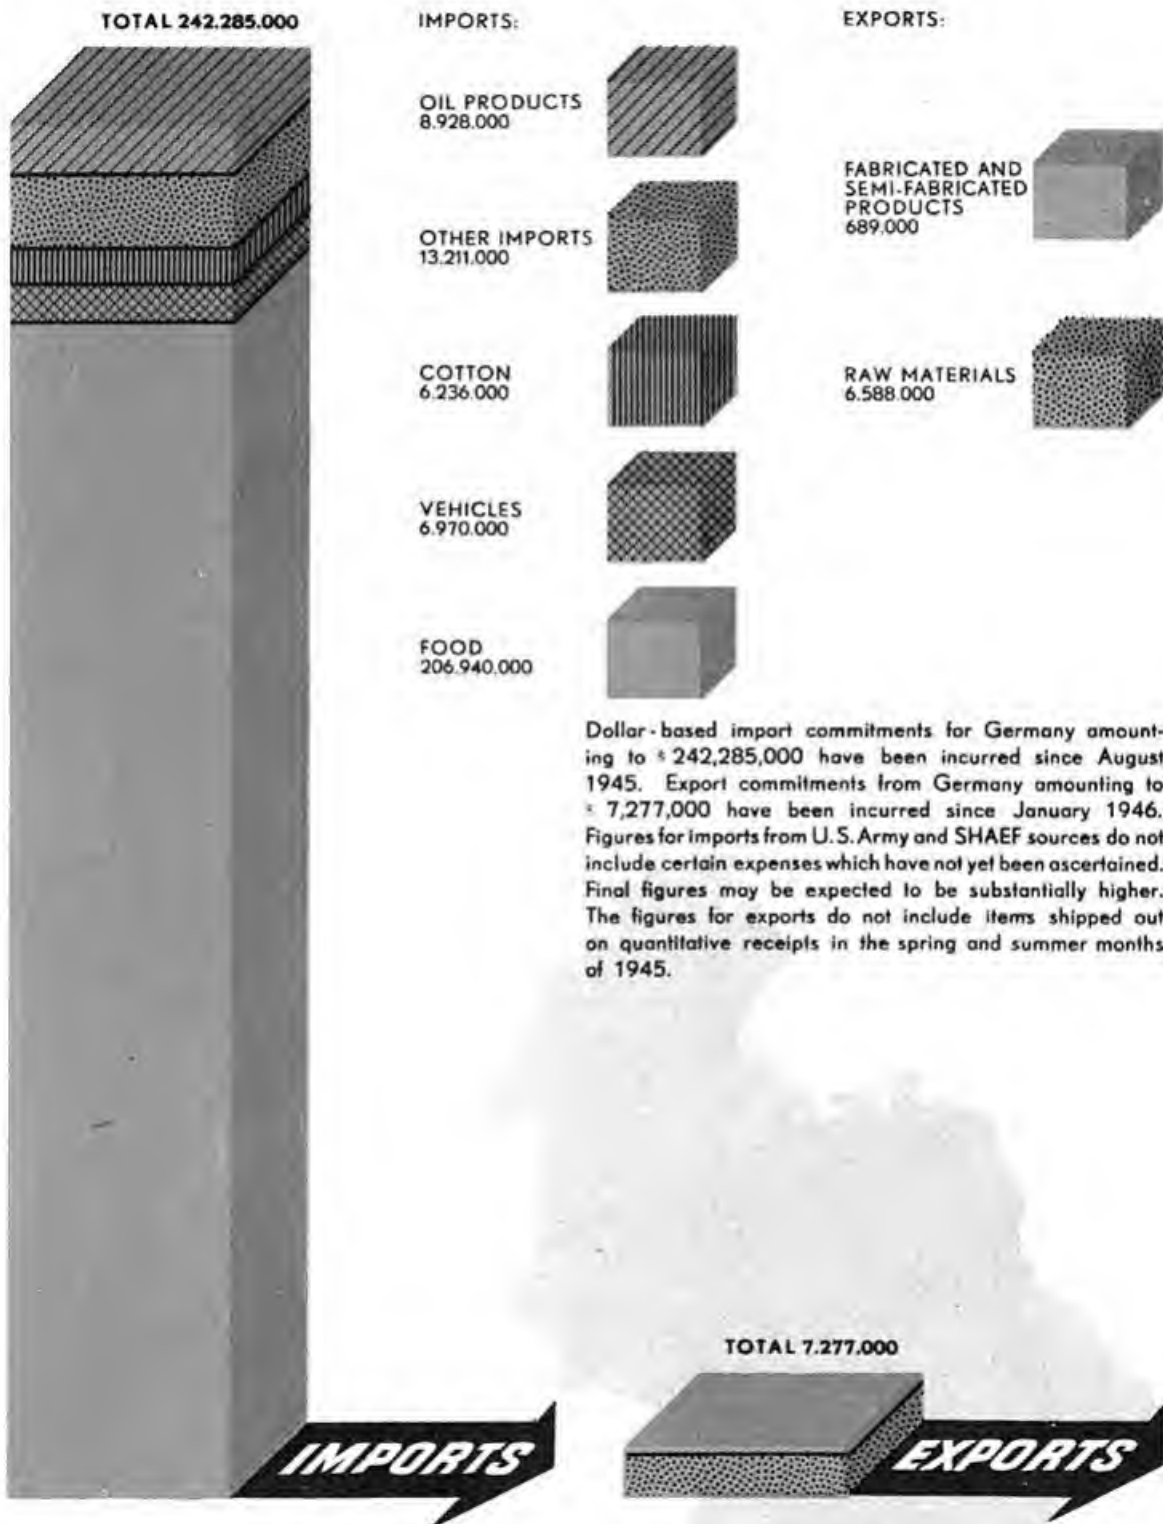 TOTAL 242.285.000
IMPORTS:
OIL PRODUCTS
8.928.000
OTHER IMPORTS
13.211.000
COTTON
6.236.000
VEHICLES
6.970.000
FOOD
206.940.000
EXPORTS:
FABRICATED AND
SEMI-FABRICATED
PRODUCTS
689.000
RAW MATERIALS
6.588.000
Dollar-based import commitments for Germany amount-
ing to $ 242,285,000 have been incurred since August
1945. Export commitments from Germany amounting to
$ 7,277,000 have been incurred since January 1946.
Figures for imports from U.S. Army and SHAEF sources do not
include certain expenses which have not yet been ascertained.
Final figures may be expected to be substantially higher.
The figures for exports do not include items shipped out
on quantitative receipts in the spring and summer months
of 1945.
TOTAL 7.277.000
IMPORTS
EXPORTS